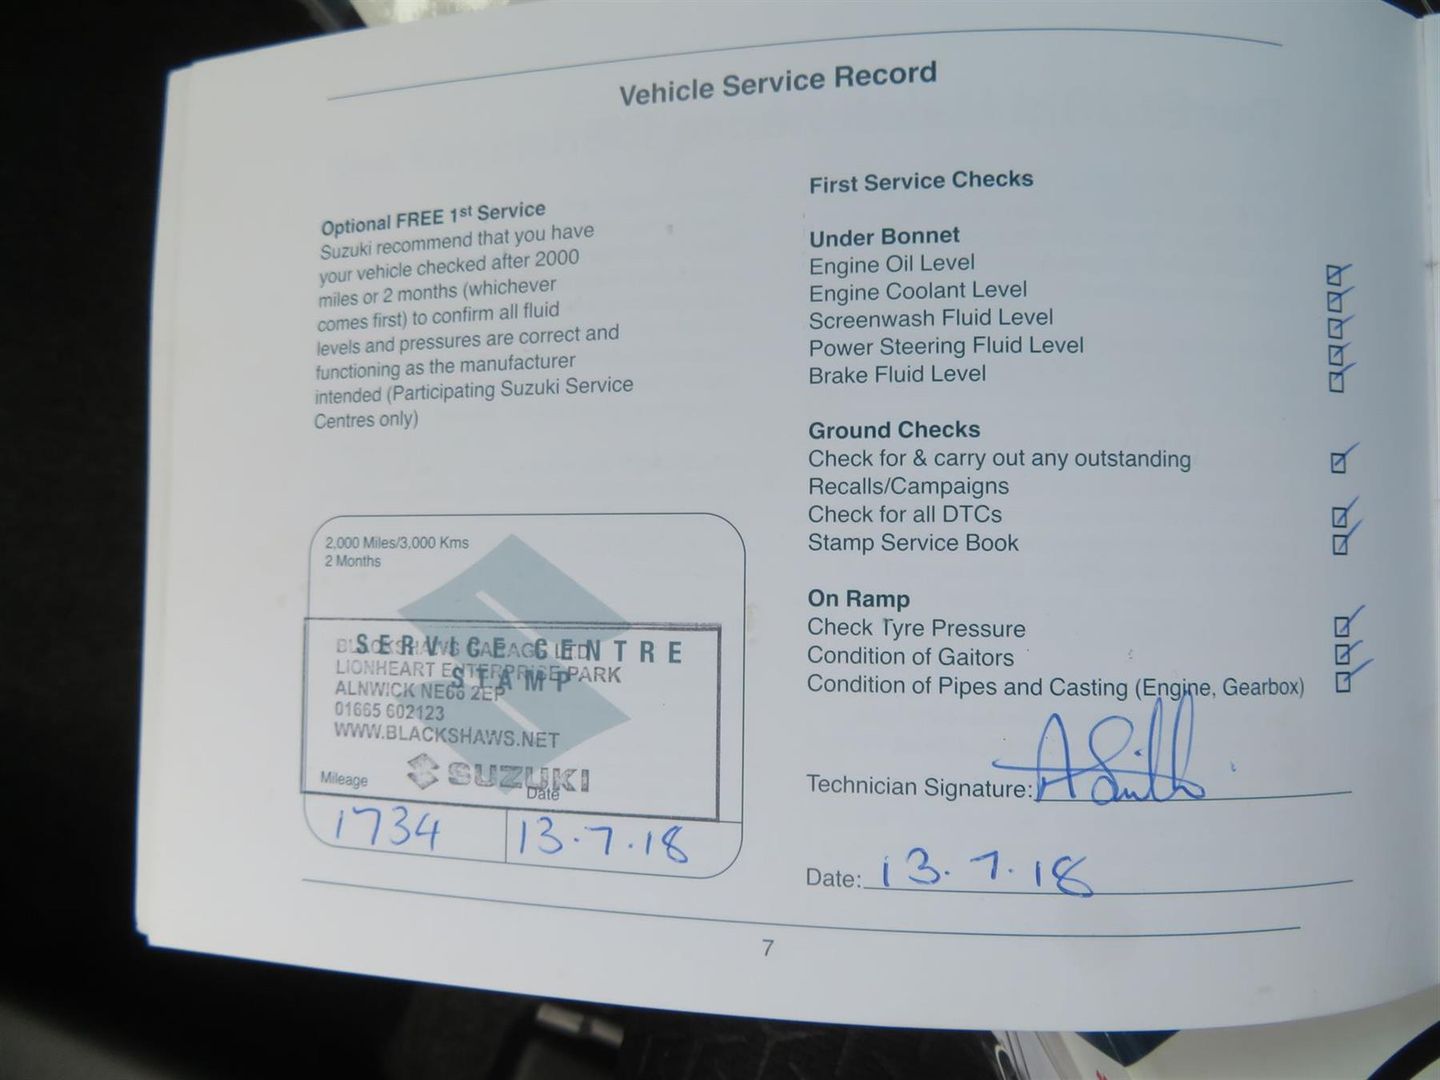 Vehicle Service Record
Optional FREE 1st Service
Suzuki recommend that you have
your vehicle checked after 2000
miles or 2 months (whichever
comes first) to confirm all fluid
levels and pressures are correct and
functioning as the manufacturer
intended (Participating Suzuki Service
Centres only)
2,000 Miles/3,000 Kms
2 Months
SERVICE CENTRE
STAMP
BLACKSHAWS GARAGE LTD
LIONHEART ENTERPRISE PARK
ALNWICK NE66 2EP
01665 602123
WWW.BLACKSHAWS.NET
SUZUKI
Mileage
Date
1734
13.7.18
First Service Checks
Under Bonnet
Engine Oil Level
Engine Coolant Level
Screenwash Fluid Level
Power Steering Fluid Level
Brake Fluid Level
Ground Checks
Check for & carry out any outstanding
Recalls/Campaigns
Check for all DTCs
Stamp Service Book
On Ramp
Check Tyre Pressure
Condition of Gaitors
Condition of Pipes and Casting (Engine, Gearbox)
Technician Signature:
Date: 13.7.18
7